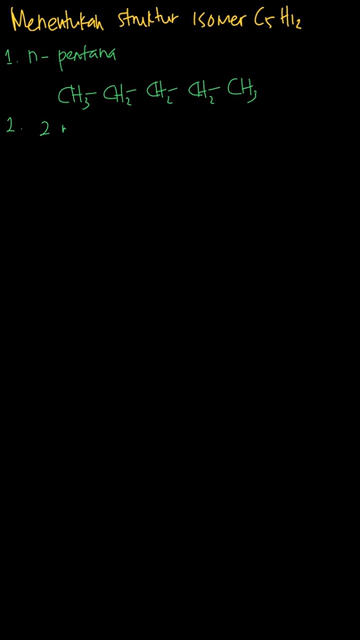 Menentukan struktur Isomer C5H12
1. n-pentana
CH3-CH2-CH2-CH2-CH3
2. 2